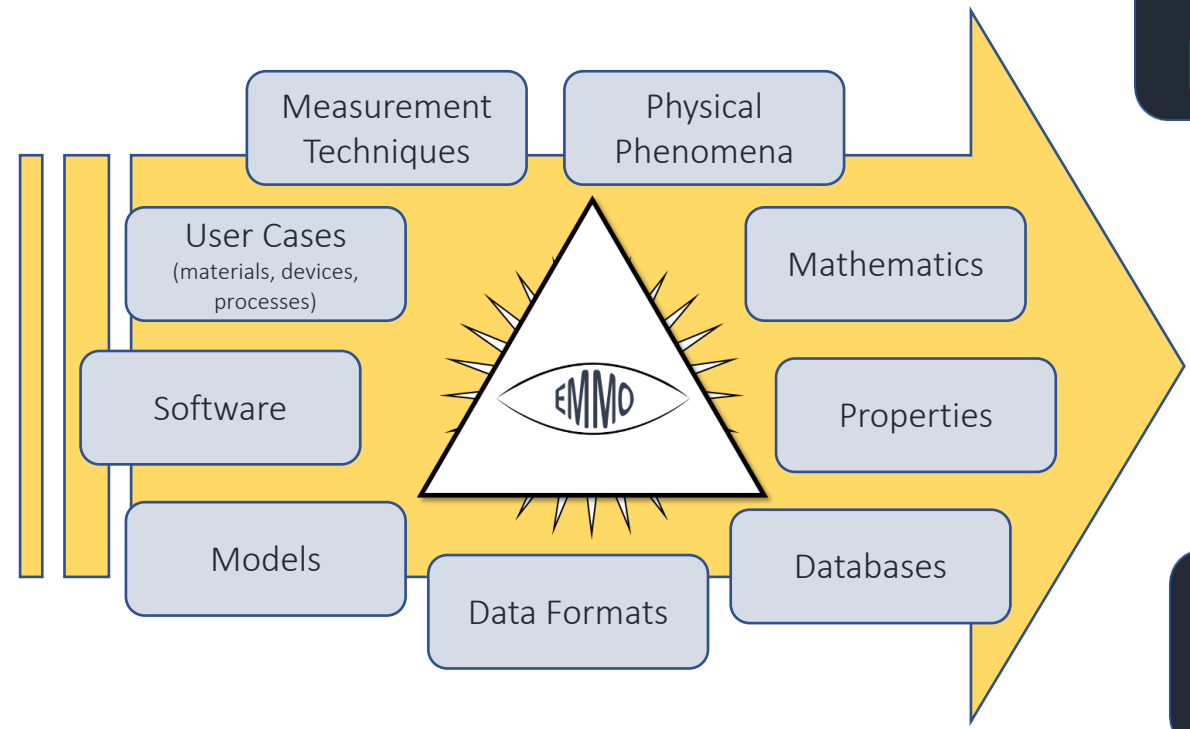 Measurement
Techniques
Physical
Phenomena
User Cases
(materials, devices,
processes)
Mathematics
Software
EMMO
Properties
Models
Data Formats
Databases